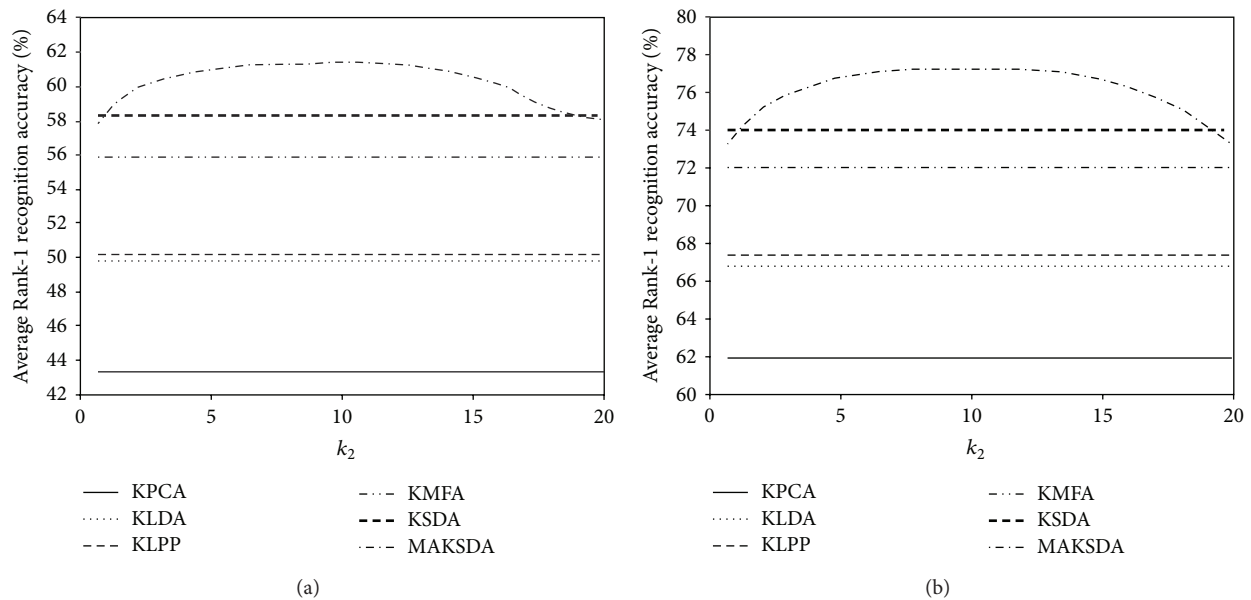 Average Rank-1 recognition accuracy (%)
64
62
60
58
56
54
52
50
48
46
44
42
0
5
10
15
20
k₂
KPCA
KLDA
KLPP
KMFA
KSDA
MAKSDA
(a)
Average Rank-1 recognition accuracy (%)
80
78
76
74
72
70
68
66
64
62
60
0
5
10
15
20
k₂
KPCA
KLDA
KLPP
KMFA
KSDA
MAKSDA
(b)